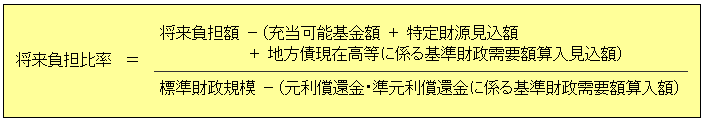 将来負担額 －（充当可能基金額 ＋ 特定財源見込額
＋ 地方債現在高等に係る基準財政需要額算入見込額）
将来負担比率 ＝
標準財政規模 －（元利償還金・準元利償還金に係る基準財政需要額算入額）